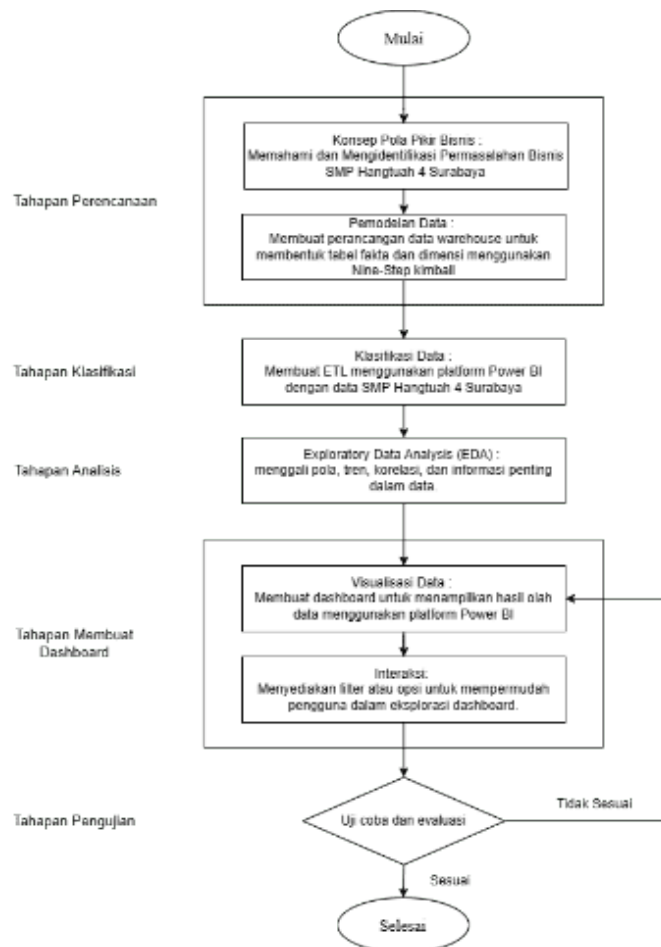 Mulai
Konsep Pola Pikir Bisnis :
Memahami dan Mengidentifikasi Permasalahan Bisnis
SMP Hangtuah 4 Surabaya
Tahapan Perencanaan
Pemodelan Data :
Membuat perancangan data warehouse untuk
membentuk tabel fakta dan dimensi menggunakan
Nine-Step kimball
Tahapan Klasifikasi
Klasifikasi Data :
Membuat ETL menggunakan platform Power BI
dengan data SMP Hangtuah 4 Surabaya
Tahapan Analisis
Exploratory Data Analysis (EDA) :
menggali pola, tren, korelasi, dan informasi penting
dalam data.
Tahapan Membuat
Dashboard
Visualisasi Data :
Membuat dashboard untuk menampilkan hasil olah
data menggunakan platform Power BI
Interaksi:
Menyediakan filter atau opsi untuk mempermudah
pengguna dalam eksplorasi dashboard.
Tahapan Pengujian
Uji coba dan evaluasi
Tidak Sesuai
Sesuai
Selesai